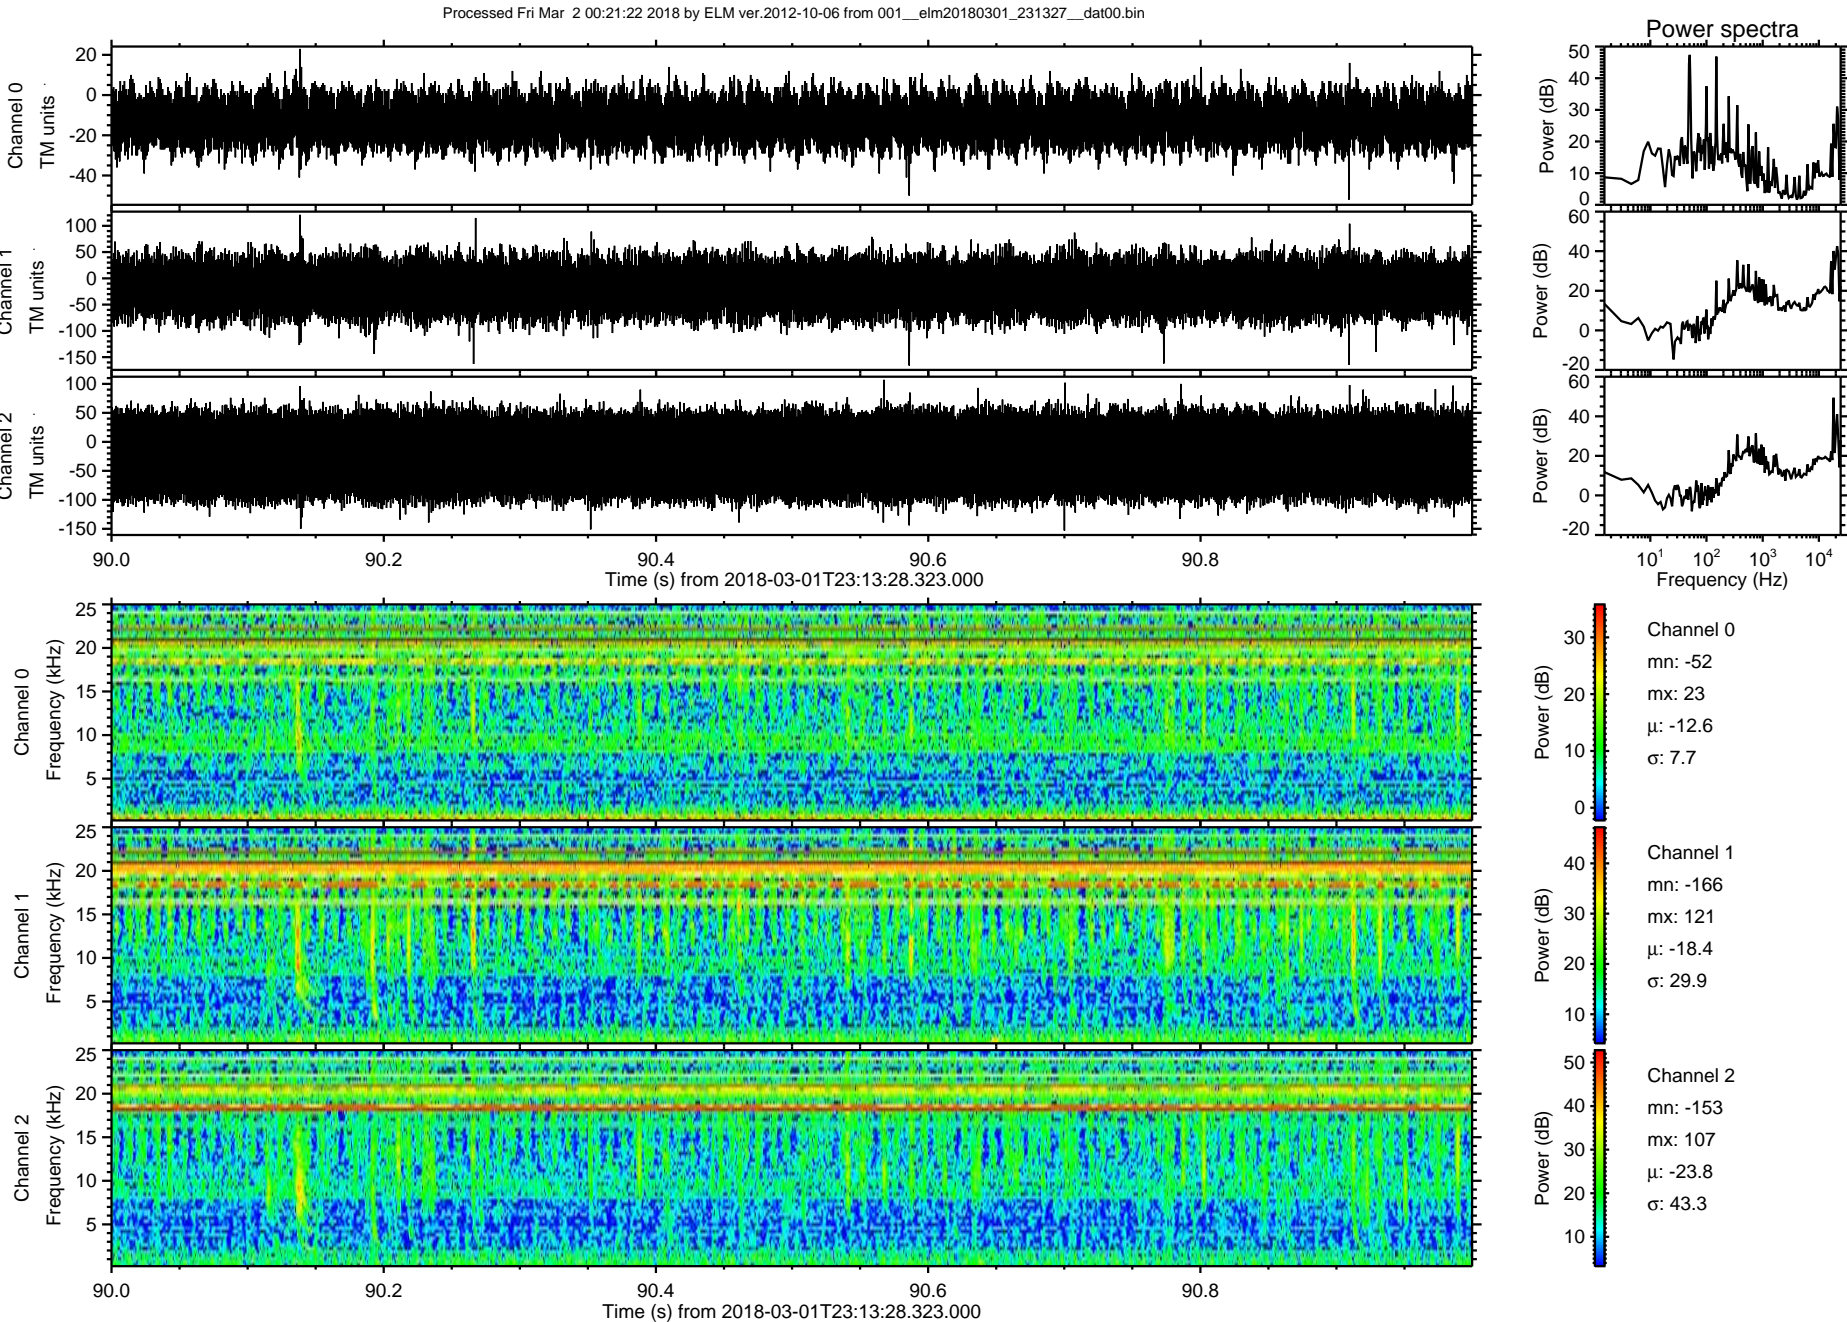 Processed Fri Mar  2 00:21:22 2018 by ELM ver.2012-10-06 from 001__elm20180301_231327__dat00.bin
Power spectra
Channel 0
TM units
20
0
-20
-40
Power (dB)
50
40
30
20
10
0
Channel 1
TM units
100
50
0
-50
-100
-150
Power (dB)
60
40
20
0
-20
Channel 2
TM units
100
50
0
-50
-100
-150
Power (dB)
60
40
20
0
-20
90.0 90.2 90.4 90.6 90.8
Time (s) from 2018-03-01T23:13:28.323.000
10^1 10^2 10^3 10^4
Frequency (Hz)
Channel 0
Frequency (kHz)
25
20
15
10
5
Power (dB)
30
20
10
0
Channel 0
mn: -52
mx: 23
μ: -12.6
σ: 7.7
Channel 1
Frequency (kHz)
25
20
15
10
5
Power (dB)
40
30
20
10
Channel 1
mn: -166
mx: 121
μ: -18.4
σ: 29.9
Channel 2
Frequency (kHz)
25
20
15
10
5
Power (dB)
50
40
30
20
10
Channel 2
mn: -153
mx: 107
μ: -23.8
σ: 43.3
90.0 90.2 90.4 90.6 90.8
Time (s) from 2018-03-01T23:13:28.323.000